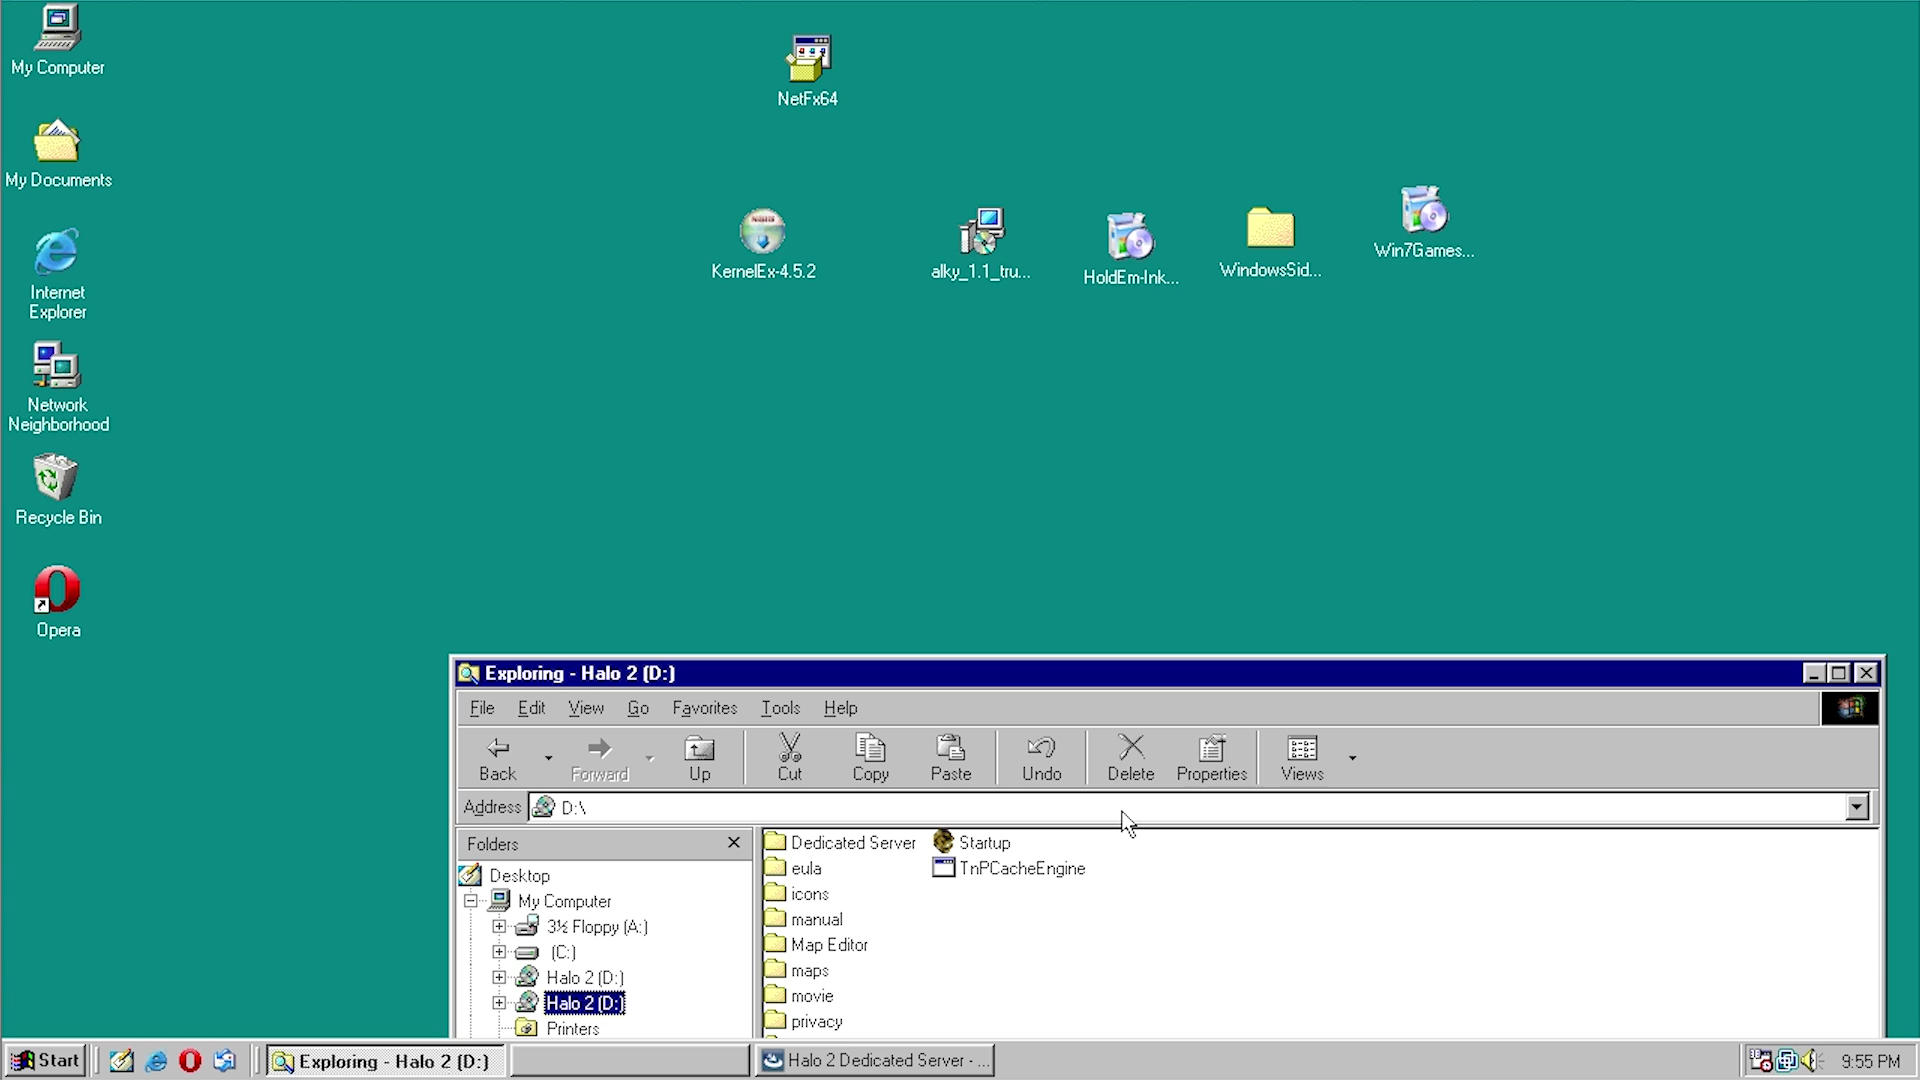 My Computer
NetFx64
My Documents
KernelEx-4.5.2
alky_1.1_tru...
HoldEm-Ink...
WindowsSid...
Win7Games...
Internet
Explorer
Network
Neighborhood
Recycle Bin
Opera
Exploring - Halo 2 (D:)
File Edit View Go Favorites Tools Help
Back Forward Up Cut Copy Paste Undo Delete Properties Views
Address D:\
Folders
Desktop
My Computer
3½ Floppy (A:)
(C:)
Halo 2 (D:)
Halo 2 (D:)
Printers
Dedicated Server
eula
icons
manual
Map Editor
maps
movie
privacy
Startup
TnPCacheEngine
Start Exploring - Halo 2 (D:) Halo 2 Dedicated Server - ... 9:55 PM